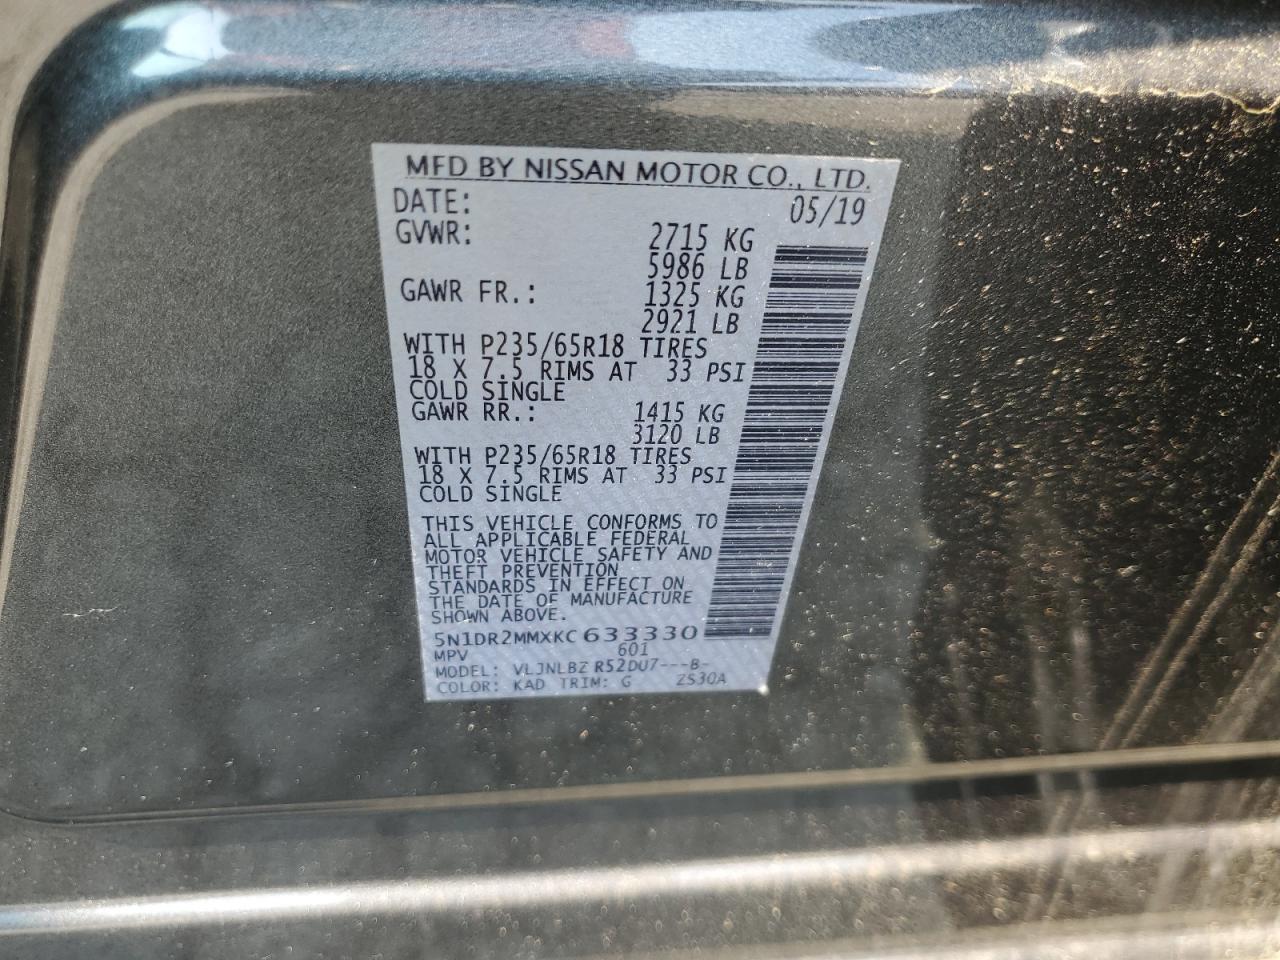 MFD BY NISSAN MOTOR CO., LTD.
DATE: 05/19
GVWR: 2715 KG
5986 LB
GAWR FR.: 1325 KG
2921 LB
WITH P235/65R18 TIRES
18 X 7.5 RIMS AT 33 PSI
COLD SINGLE
GAWR RR.: 1415 KG
3120 LB
WITH P235/65R18 TIRES
18 X 7.5 RIMS AT 33 PSI
COLD SINGLE
THIS VEHICLE CONFORMS TO
ALL APPLICABLE FEDERAL
MOTOR VEHICLE SAFETY AND
THEFT PREVENTION
STANDARDS IN EFFECT ON
THE DATE OF MANUFACTURE
SHOWN ABOVE.
5N1DR2MMXKC633330
MPV 601
MODEL: VLJNLBZ R52DU7---B-
COLOR: KAD TRIM: G ZS30A